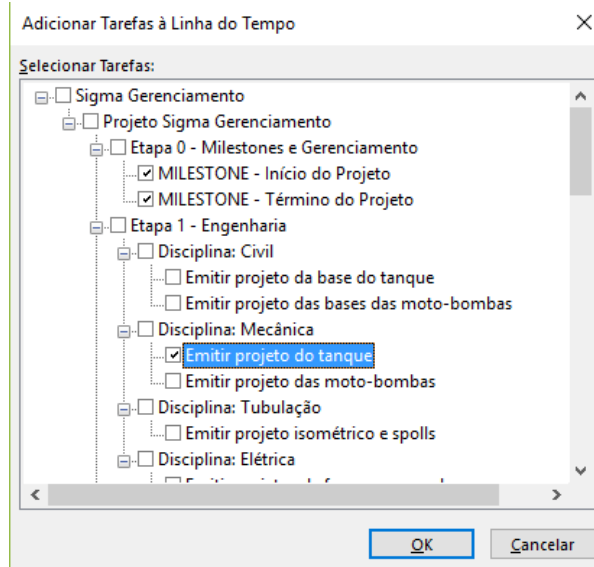 Adicionar Tarefas à Linha do Tempo
Selecionar Tarefas:
Sigma Gerenciamento
Projeto Sigma Gerenciamento
Etapa 0 - Milestones e Gerenciamento
MILESTONE - Início do Projeto
MILESTONE - Término do Projeto
Etapa 1 - Engenharia
Disciplina: Civil
Emitir projeto da base do tanque
Emitir projeto das bases das moto-bombas
Disciplina: Mecânica
Emitir projeto do tanque
Emitir projeto das moto-bombas
Disciplina: Tubulação
Emitir projeto isométrico e spolls
Disciplina: Elétrica
OK Cancelar